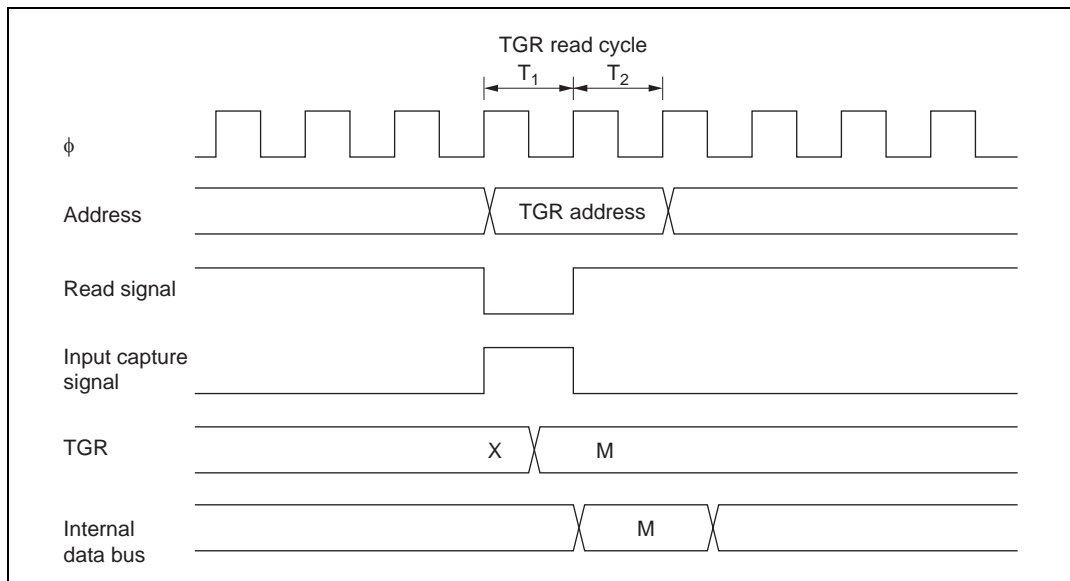 TGR read cycle
T₁ T₂
ϕ
Address TGR address
Read signal
Input capture
signal
TGR X M
Internal
data bus M